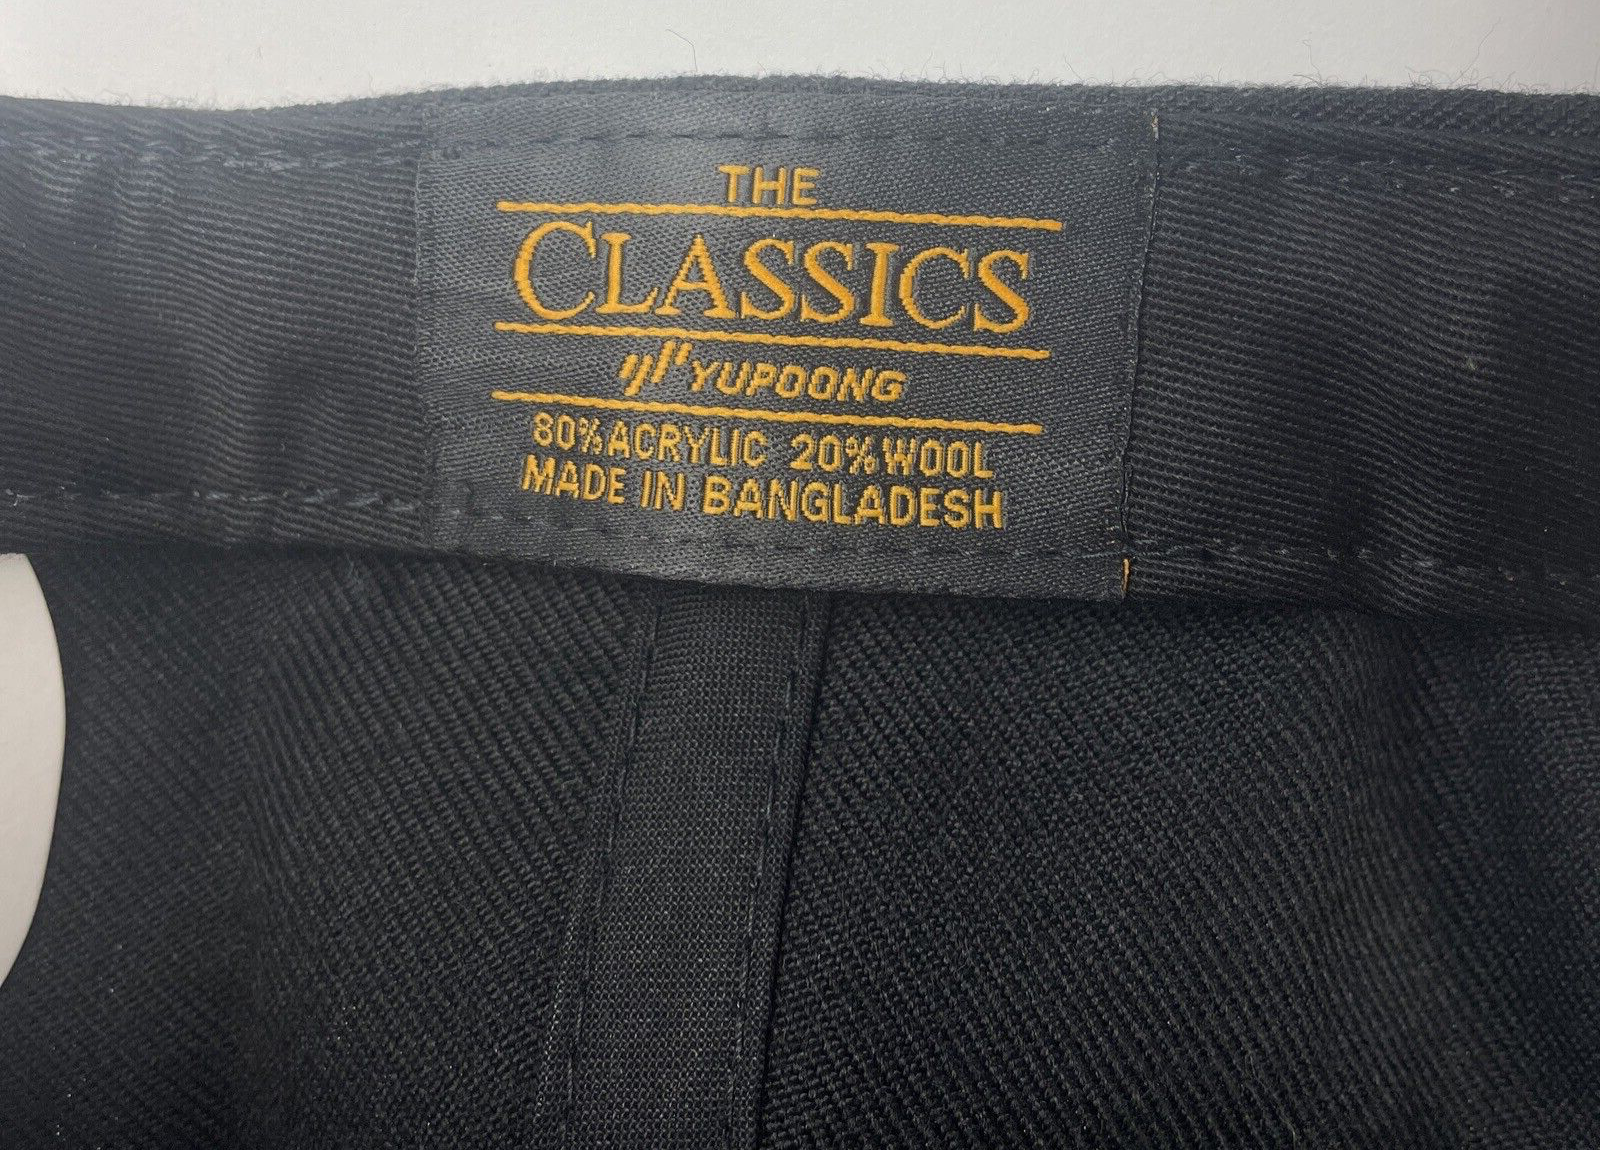 THE
CLASSICS
YUPOONG
80% ACRYLIC 20% WOOL
MADE IN BANGLADESH